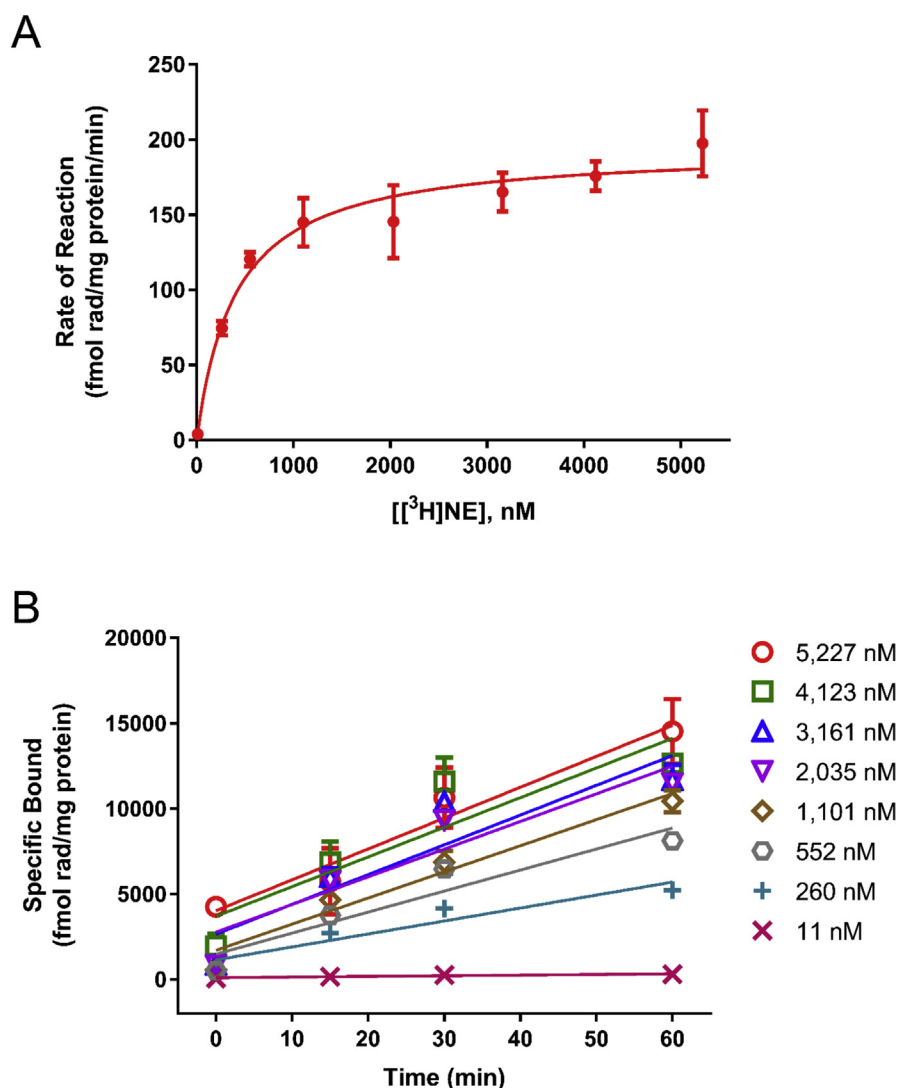 A
Rate of Reaction
(fmol rad/mg protein/min)
250
200
150
100
50
0
0 1000 2000 3000 4000 5000
[[³H]NE], nM
B
Specific Bound
(fmol rad/mg protein)
20000
15000
10000
5000
0
0 10 20 30 40 50 60
Time (min)
5,227 nM
4,123 nM
3,161 nM
2,035 nM
1,101 nM
552 nM
260 nM
11 nM